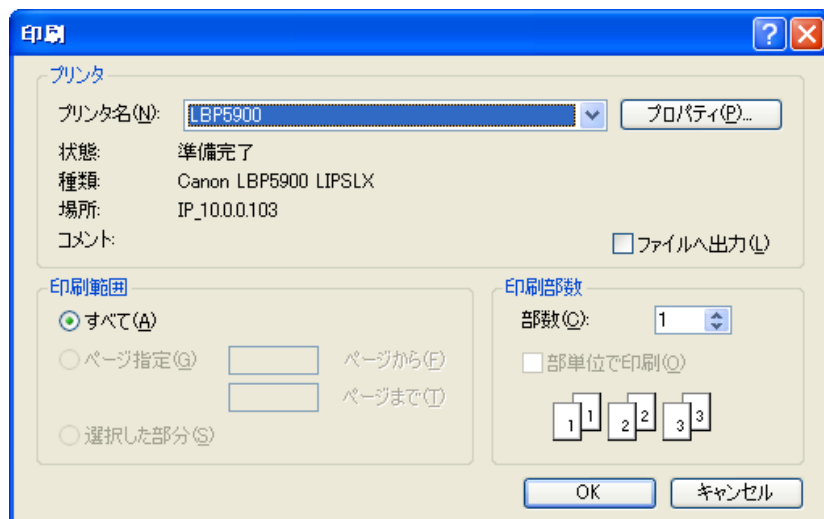 印刷
プリンタ
プリンタ名(N): LBP5900 プロパティ(P)...
状態: 準備完了
種類: Canon LBP5900 LIPSLX
場所: IP_10.0.0.103
コメント: ファイルへ出力(L)
印刷範囲
すべて(A)
ページ指定(G) ページから(F)
ページまで(T)
選択した部分(S)
印刷部数
部数(C): 1
部単位で印刷(O)
1 1 2 2 3 3
OK キャンセル